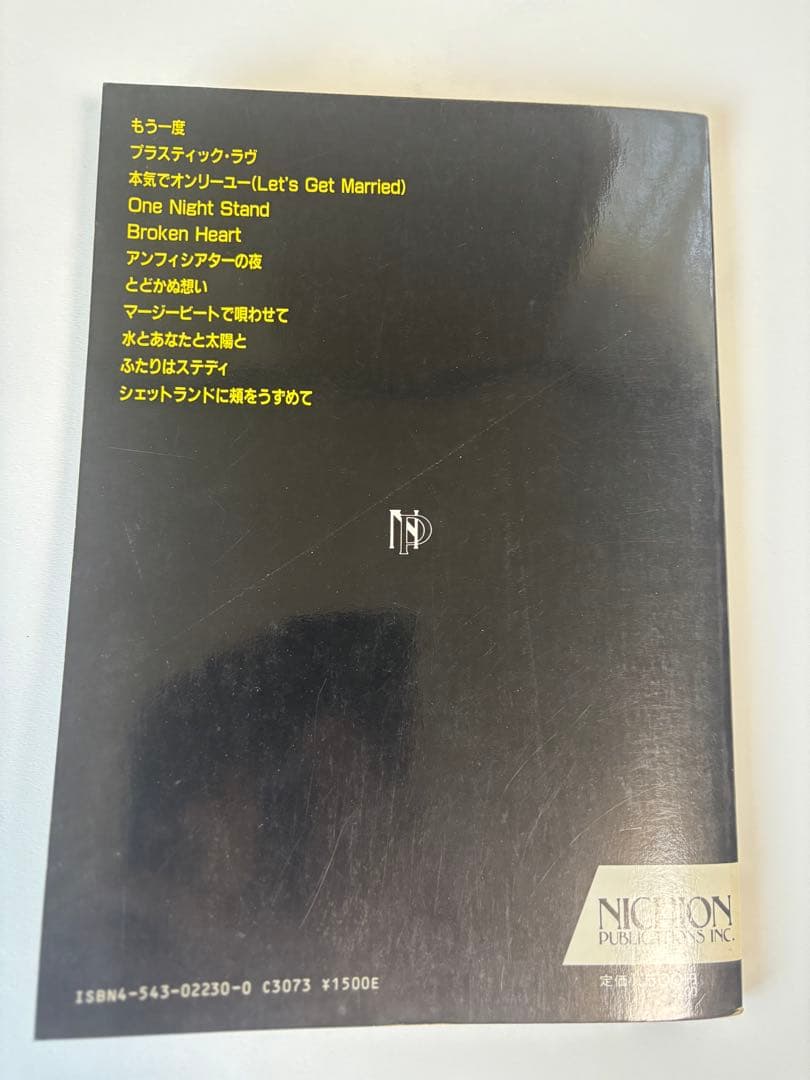 もう一度
プラスティック・ラヴ
本気でオンリーユー(Let's Get Married)
One Night Stand
Broken Heart
アンフィシアターの夜
とどかぬ想い
マージービートで唄わせて
水とあなたと太陽と
ふたりはステディ
シェットランドに頬をうずめて
NP
NICHION
PUBLICATIONS INC.
ISBN4-543-02230-0 C3073 ¥1500E
定価